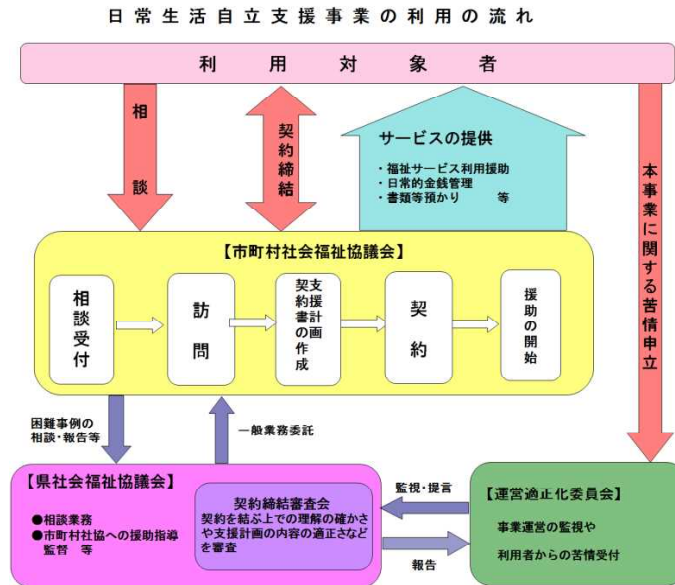 日常生活自立支援事業の利用の流れ
利用対象者
相談
契約締結
サービスの提供
・福祉サービス利用援助
・日常的金銭管理
・書類等預かり　等
本事業に関する苦情申立
【市町村社会福祉協議会】
相談受付
訪問
支援計画
契約書の作成
契約
援助の開始
困難事例の
相談・報告等
一般業務委託
【県社会福祉協議会】
●相談業務
●市町村社協への援助指導
監督　等
契約締結審査会
契約を結ぶ上での理解の確かさ
や支援計画の内容の適正さなど
を審査
監視・提言
報告
【運営適正化委員会】
事業運営の監視や
利用者からの苦情受付